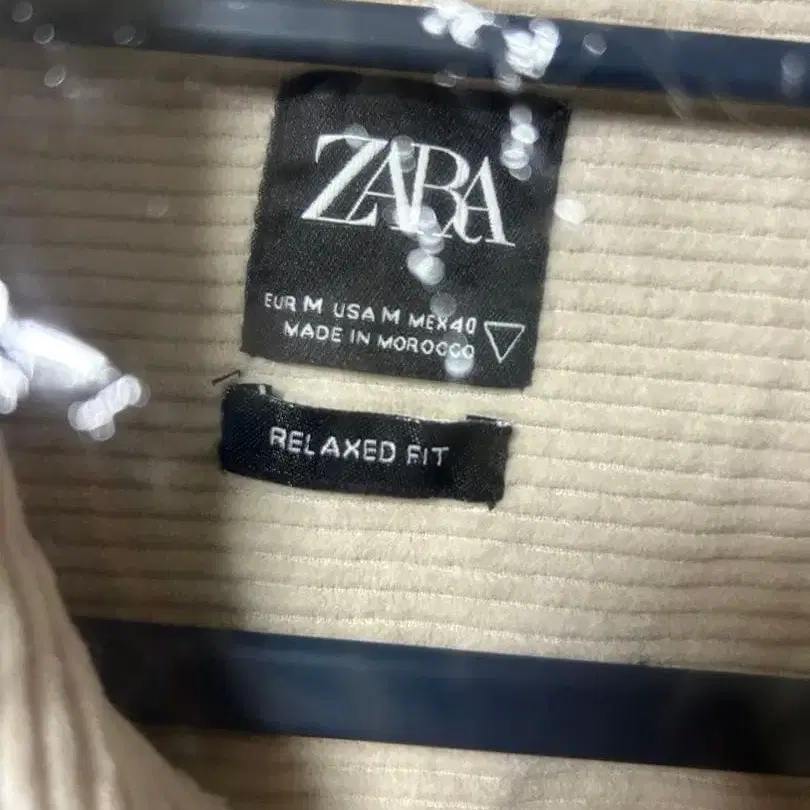 ZARA
EUR M USA M MEX 40
MADE IN MOROCCO
RELAXED FIT